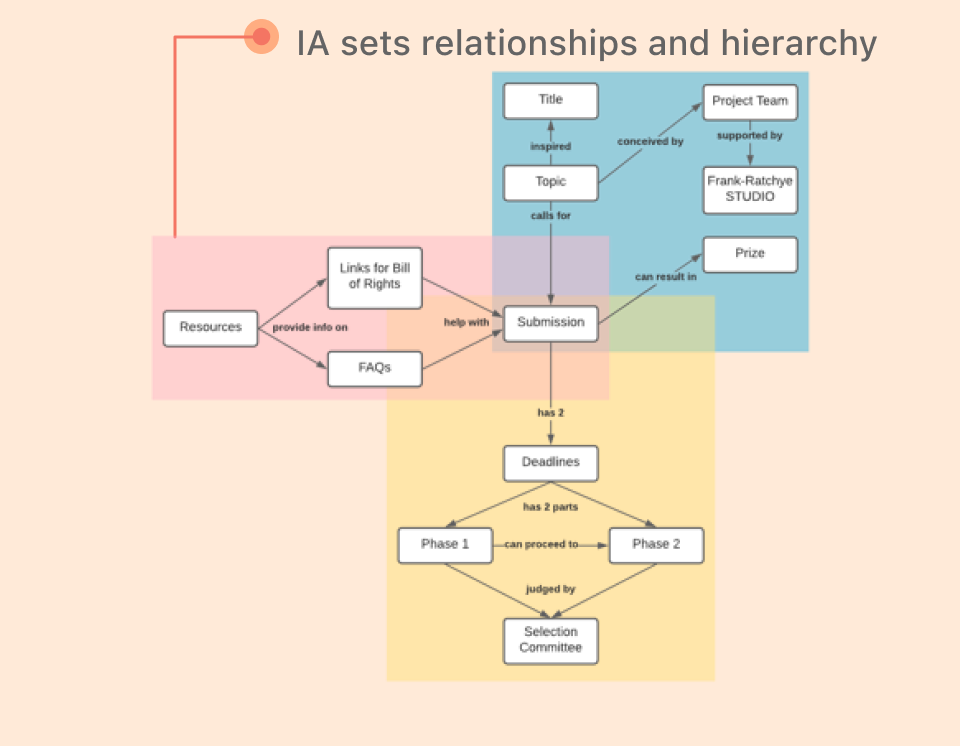 IA sets relationships and hierarchy
Title
Project Team
inspired
conceived by
supported by
Topic
Frank-Ratchye
STUDIO
calls for
Prize
can result in
Links for Bill
of Rights
Resources
provide info on
help with
Submission
FAQs
has 2
Deadlines
has 2 parts
Phase 1
can proceed to
Phase 2
judged by
Selection
Committee